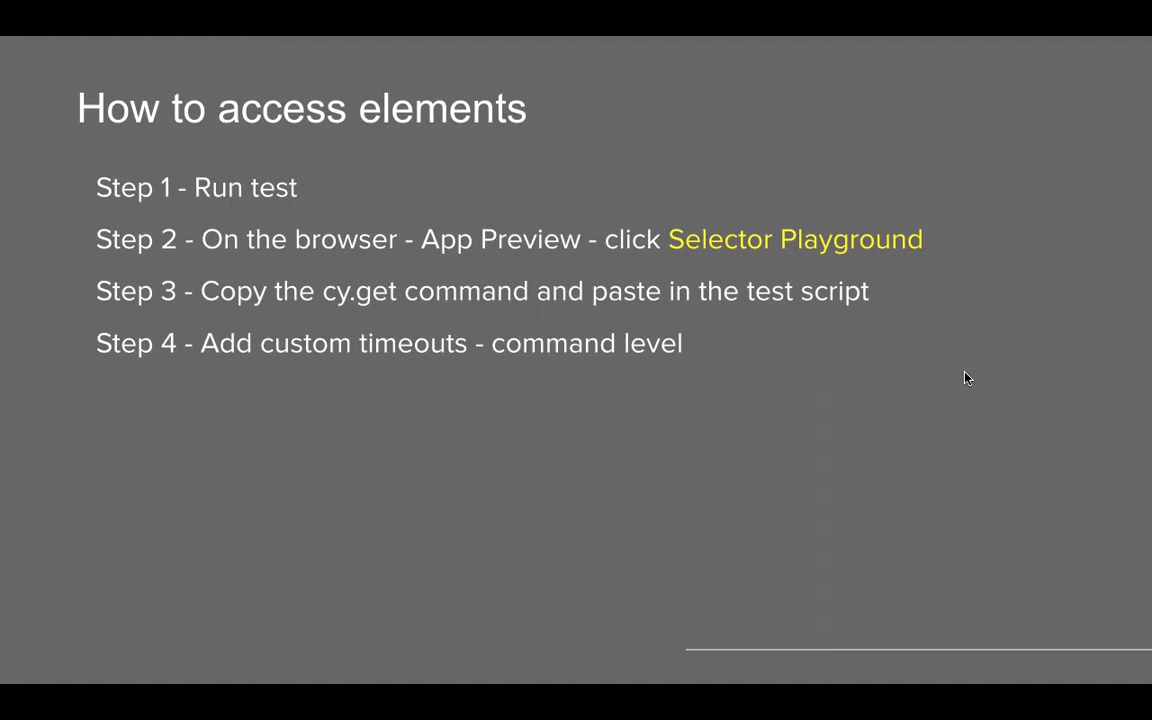 How to access elements
Step 1 - Run test
Step 2 - On the browser - App Preview - click Selector Playground
Step 3 - Copy the cy.get command and paste in the test script
Step 4 - Add custom timeouts - command level